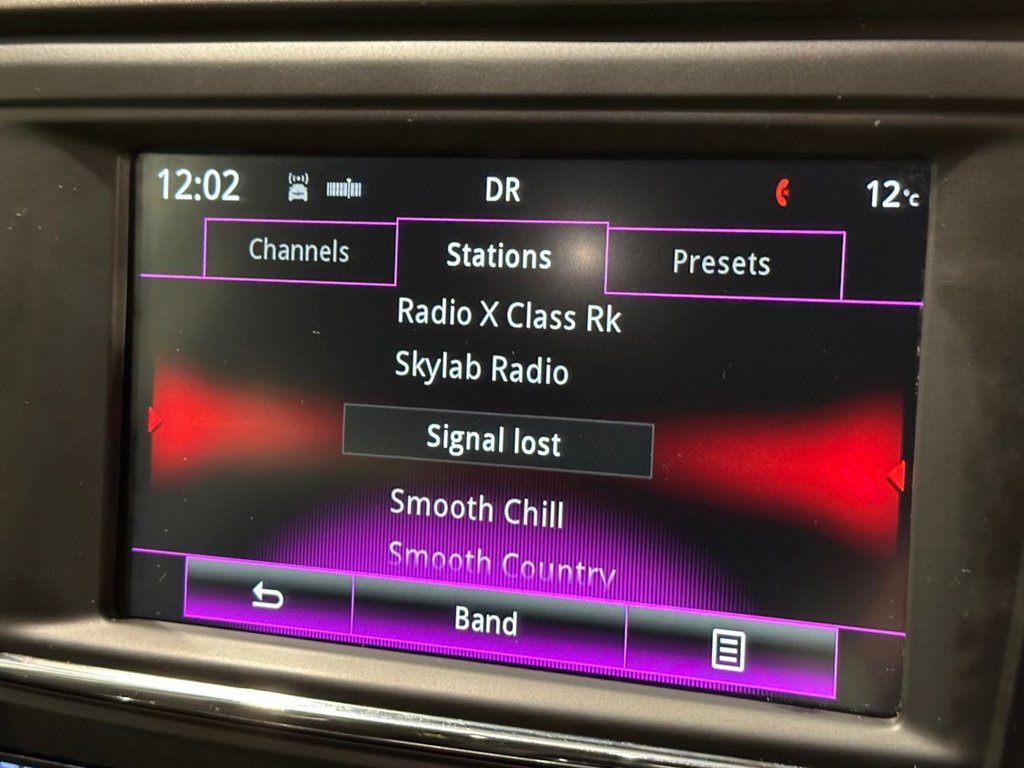 12:02 DR 12°C
Channels Stations Presets
Radio X Class Rk
Skylab Radio
Signal lost
Smooth Chill
Smooth Country
Band